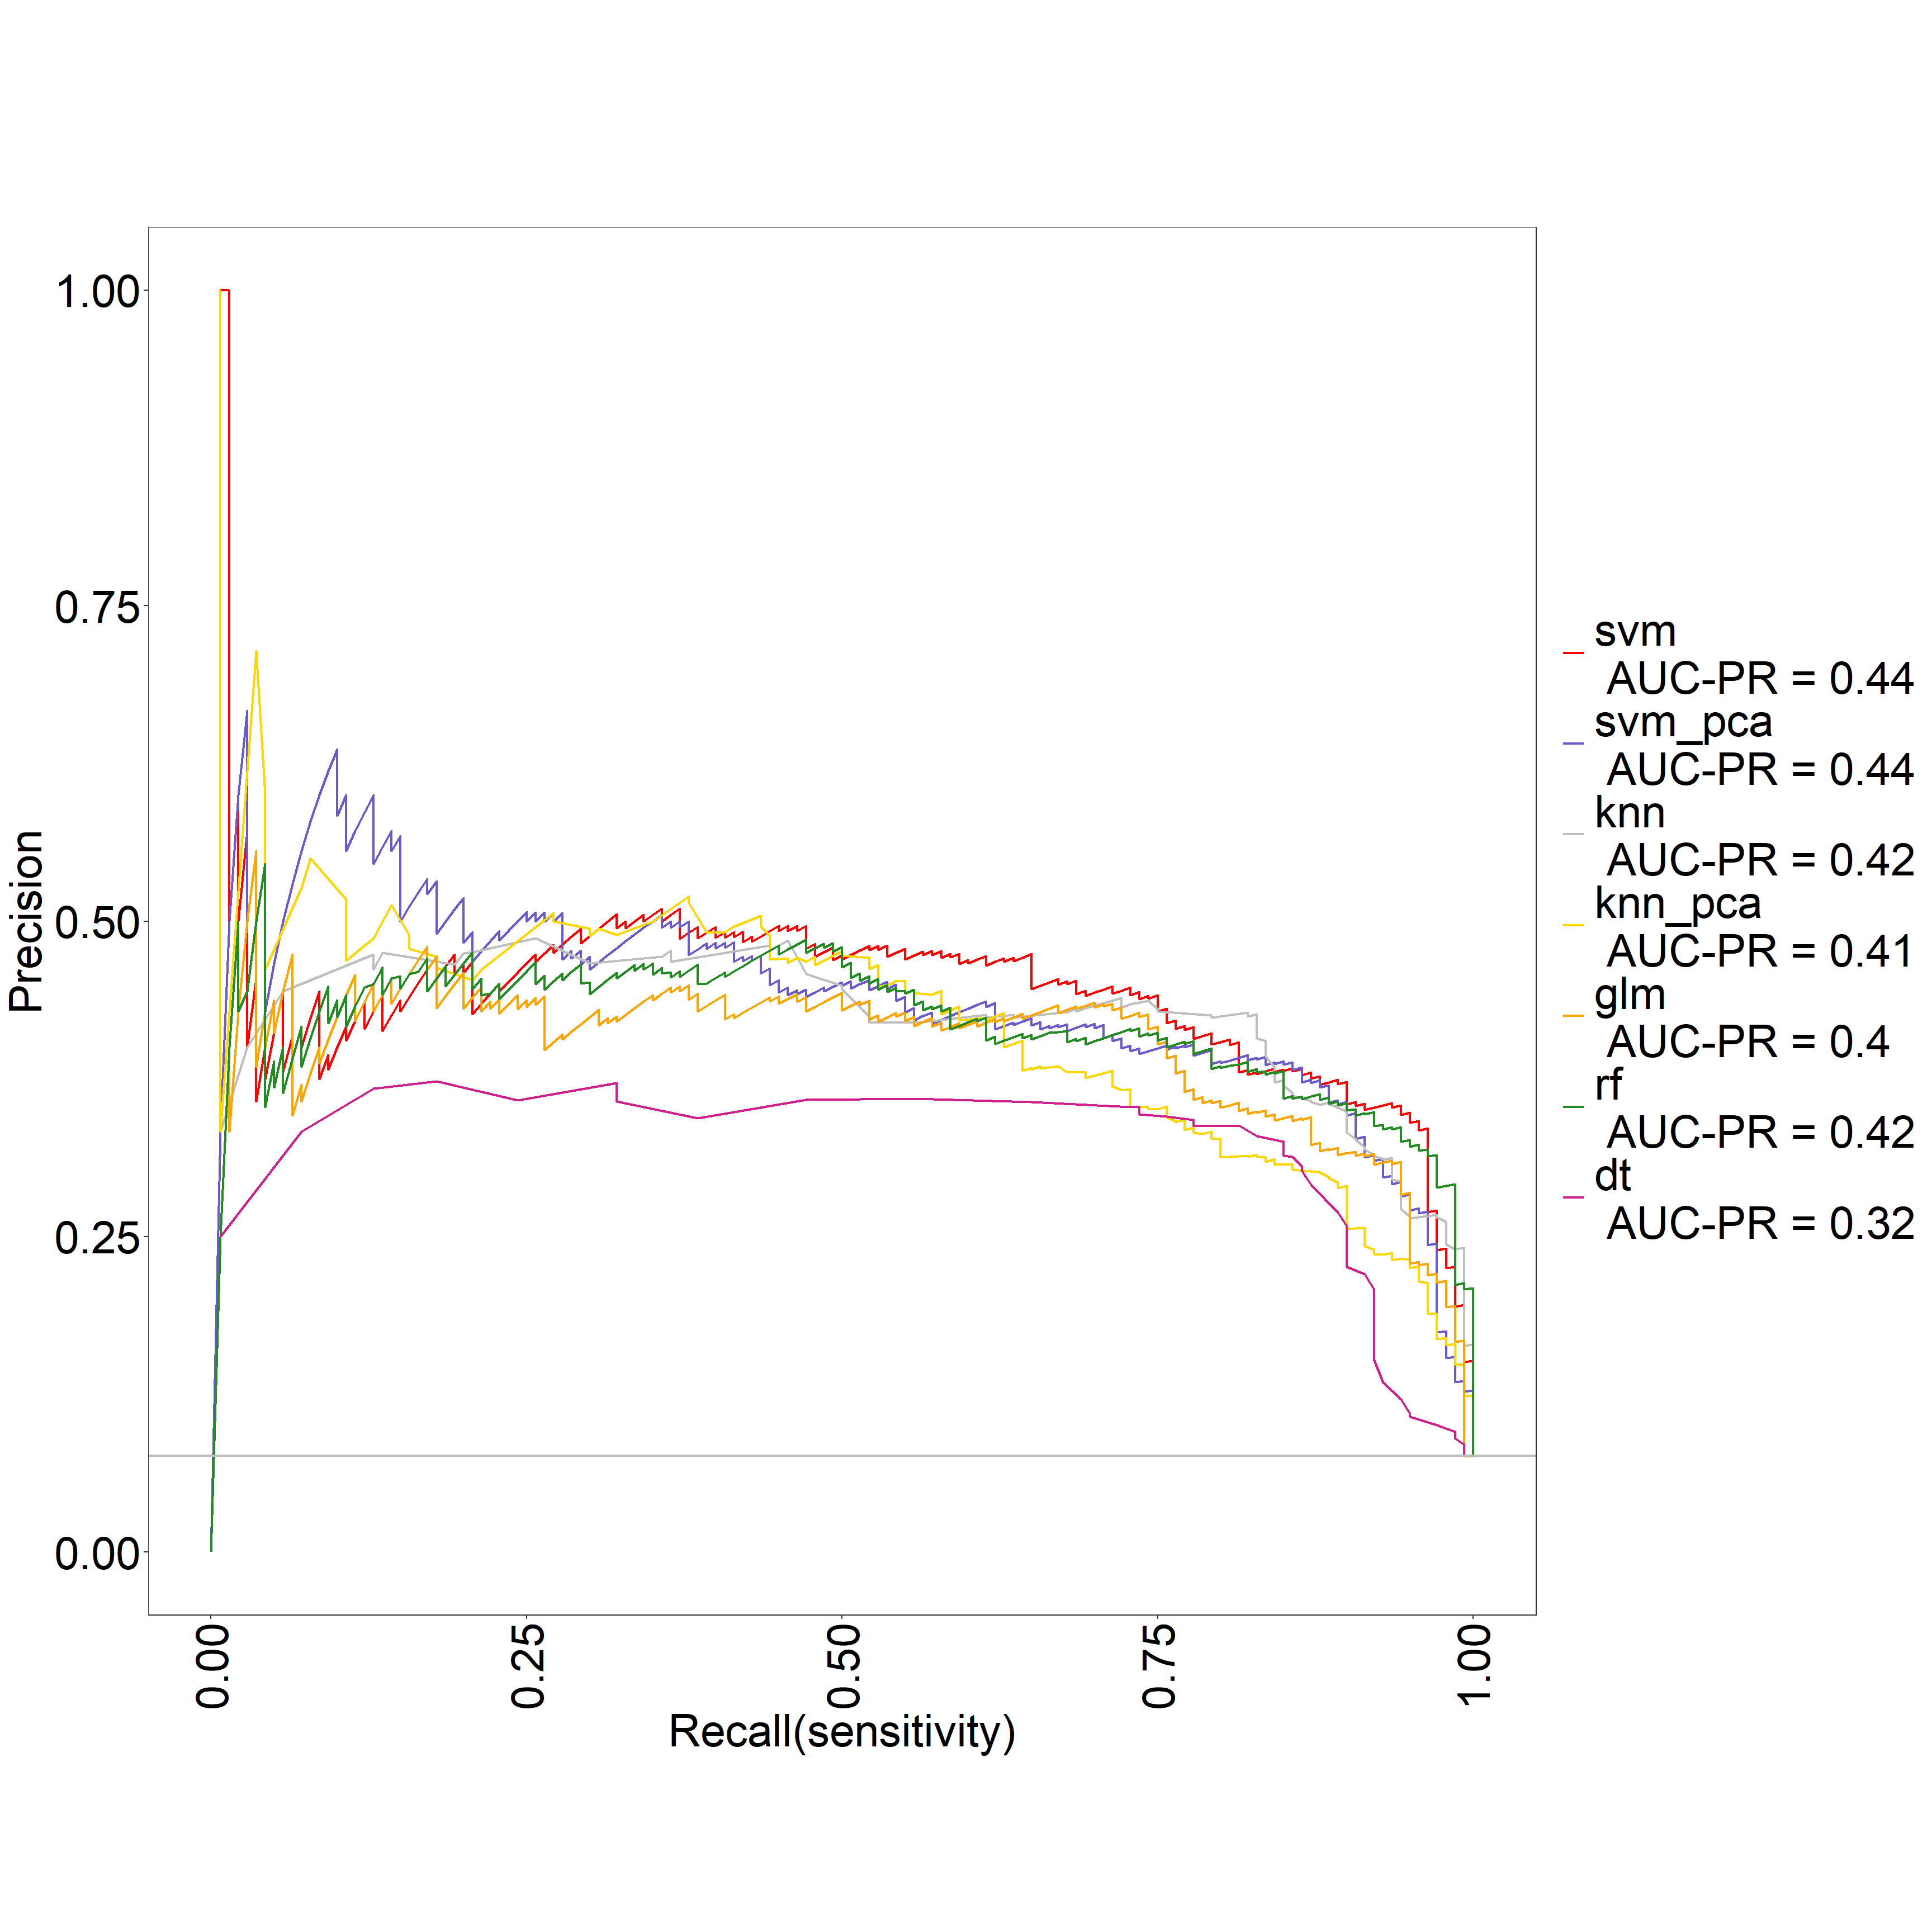 1.00
0.75
0.50
0.25
0.00
Precision
0.00
0.25
0.50
0.75
1.00
Recall(sensitivity)
svm
AUC-PR = 0.44
svm_pca
AUC-PR = 0.44
knn
AUC-PR = 0.42
knn_pca
AUC-PR = 0.41
glm
AUC-PR = 0.4
rf
AUC-PR = 0.42
dt
AUC-PR = 0.32